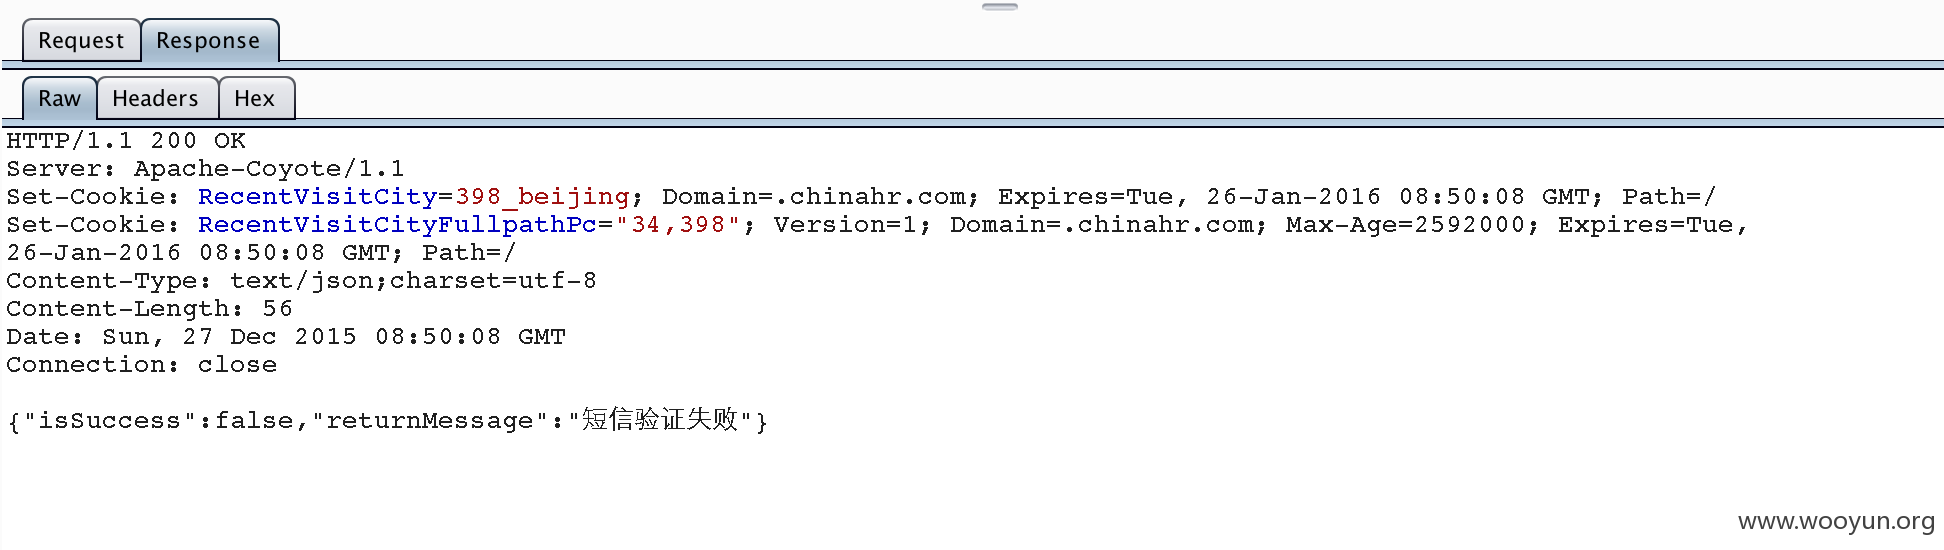 Request Response
Raw Headers Hex
HTTP/1.1 200 OK
Server: Apache-Coyote/1.1
Set-Cookie: RecentVisitCity=398_beijing; Domain=.chinahr.com; Expires=Tue, 26-Jan-2016 08:50:08 GMT; Path=/
Set-Cookie: RecentVisitCityFullpathPc="34,398"; Version=1; Domain=.chinahr.com; Max-Age=2592000; Expires=Tue,
26-Jan-2016 08:50:08 GMT; Path=/
Content-Type: text/json;charset=utf-8
Content-Length: 56
Date: Sun, 27 Dec 2015 08:50:08 GMT
Connection: close
{"isSuccess":false,"returnMessage":"短信验证失败"}
www.wooyun.org